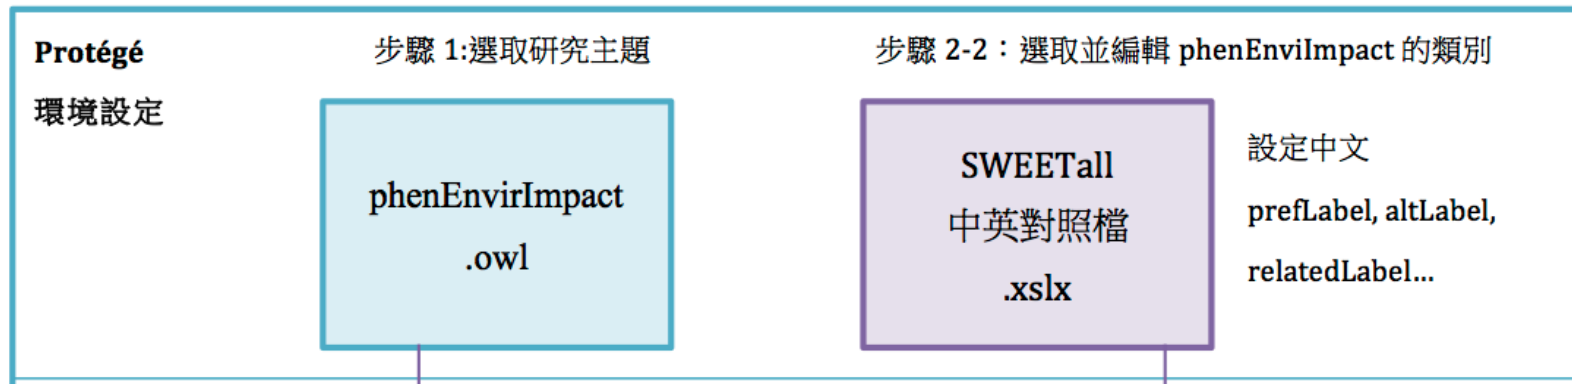 Protégé
環境設定
步驟 1:選取研究主題
phenEnvirImpact
.owl
步驟 2-2：選取並編輯 phenEnviImpact 的類別
SWEETall
中英對照檔
.xslx
設定中文
prefLabel, altLabel,
relatedLabel…